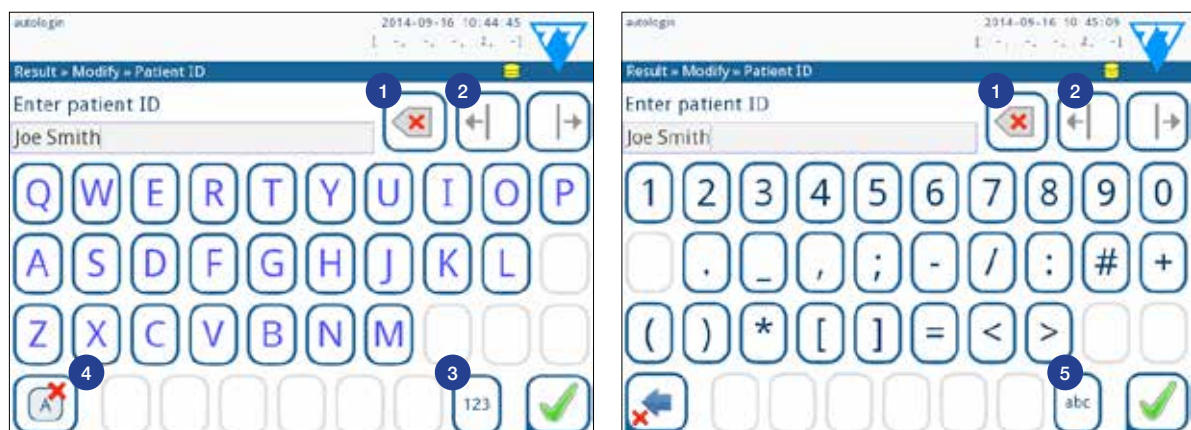 autologin
2014-09-16 10:44 45
[ -, -, -, 2, -]
Result » Modify » Patient ID
Enter patient ID
1
2
Joe Smith
Q W E R T Y U I O P
A S D F G H J K L
Z X C V B N M
4
3
A
123
autologin
2014-09-16 10 45:09
[ -, -, -, 2, -]
Result » Modify » Patient ID
Enter patient ID
1
2
Joe Smith
1 2 3 4 5 6 7 8 9 0
. _ , ; - / : # +
( ) * [ ] = < >
5
abc